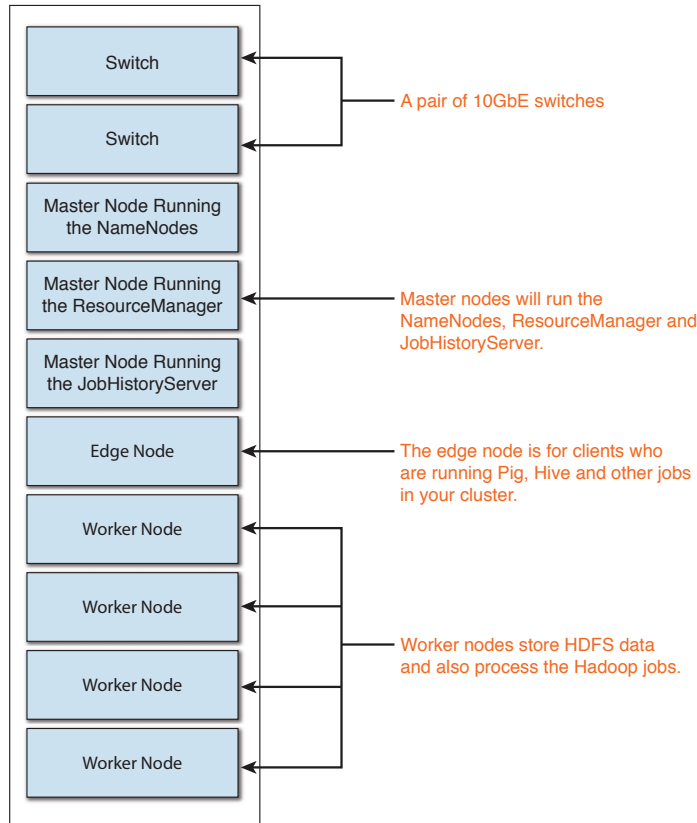 Switch
A pair of 10GbE switches
Switch
Master Node Running
the NameNodes
Master Node Running
the ResourceManager
Master nodes will run the
NameNodes, ResourceManager and
JobHistoryServer.
Master Node Running
the JobHistoryServer
Edge Node
The edge node is for clients who
are running Pig, Hive and other jobs
in your cluster.
Worker Node
Worker Node
Worker nodes store HDFS data
and also process the Hadoop jobs.
Worker Node
Worker Node